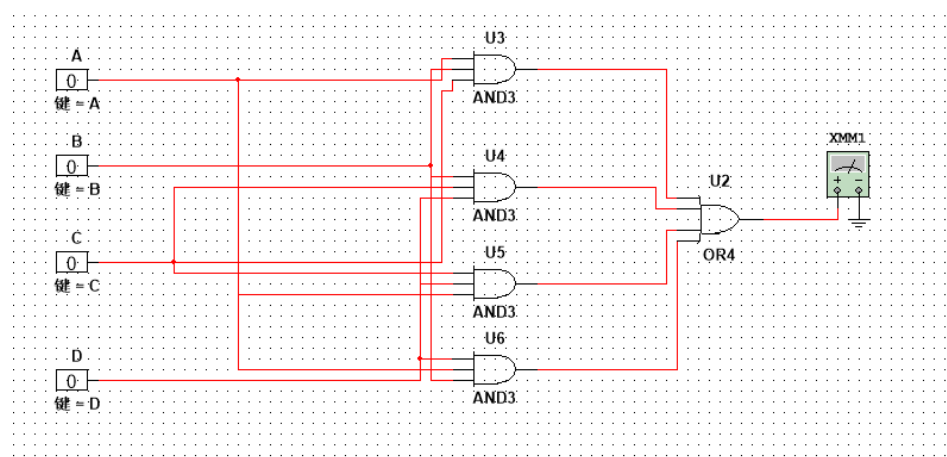 A
0
键 = A
B
0
键 = B
C
0
键 = C
D
0
键 = D
U3
AND3
U4
AND3
U5
AND3
U6
AND3
U2
OR4
XMM1
+ −